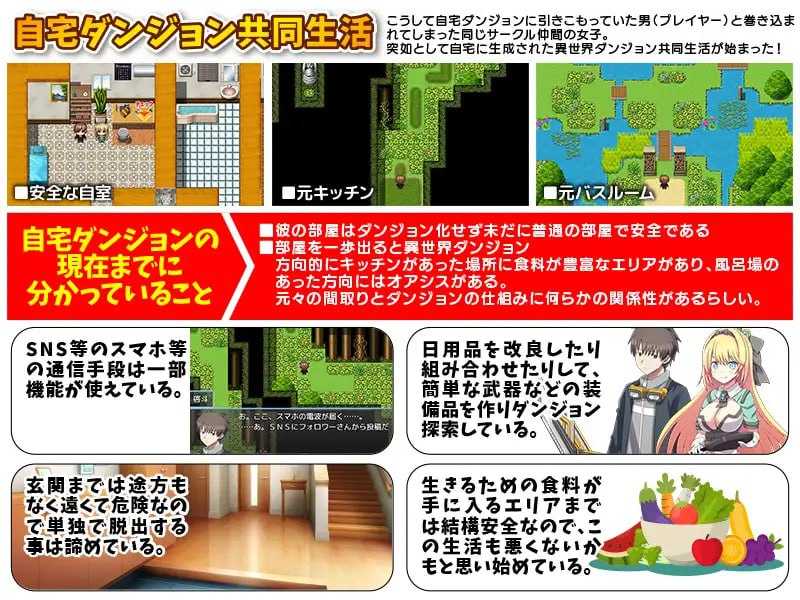 自宅ダンジョン共同生活
こうして自宅ダンジョンに引きこもっていた男(プレイヤー)と巻き込ま
れてしまった同じサークル仲間の女子。
突如として自宅に生成された異世界ダンジョン共同生活が始まった!
■安全な自室
■元キッチン
■元バスルーム
自宅ダンジョンの
現在までに
分かっていること
■彼の部屋はダンジョン化せず未だに普通の部屋で安全である
■部屋を一歩出ると異世界ダンジョン
方向的にキッチンがあった場所に食料が豊富なエリアがあり、風呂場の
あった方向にはオアシスがある。
元々の間取りとダンジョンの仕組みに何らかの関係性があるらしい。
SNS等のスマホ等
の通信手段は一部
機能が使えている。
啓斗
お。ここ、スマホの電波が届く……。
……あ。SNSにフォロワーさんから投稿だ
日用品を改良したり
組み合わせたりして、
簡単な武器などの装
備品を作りダンジョン
探索している。
玄関までは途方も
なく遠くて危険なの
で単独で脱出する
事は諦めている。
生きるための食料が
手に入るエリアまで
は結構安全なので、こ
の生活も悪くないか
もと思い始めている。